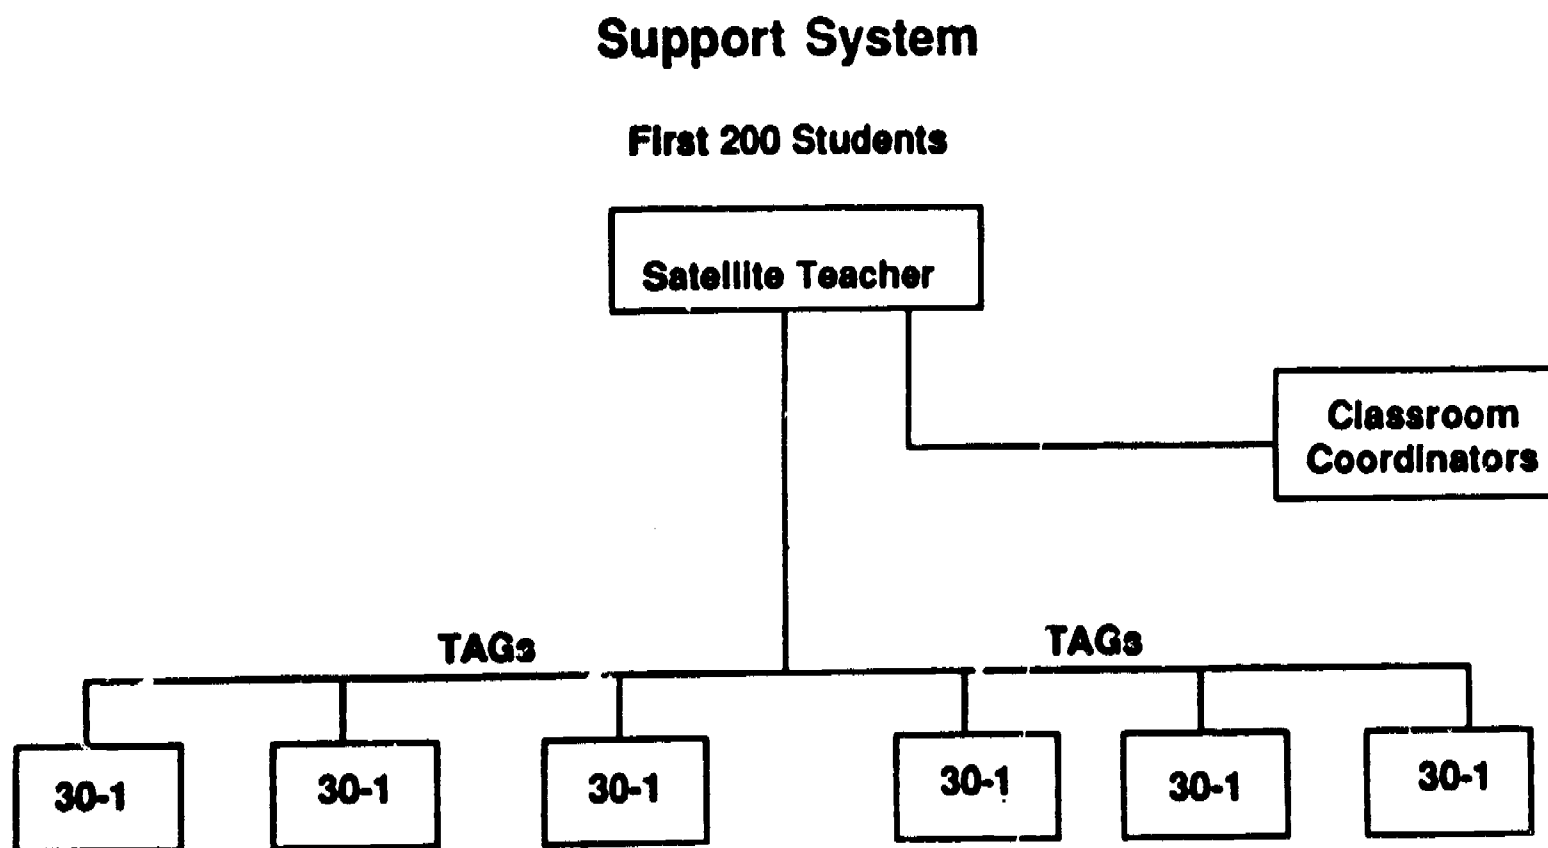 Support System
First 200 Students
Satellite Teacher
Classroom
Coordinators
TAGs
TAGs
30-1
30-1
30-1
30-1
30-1
30-1